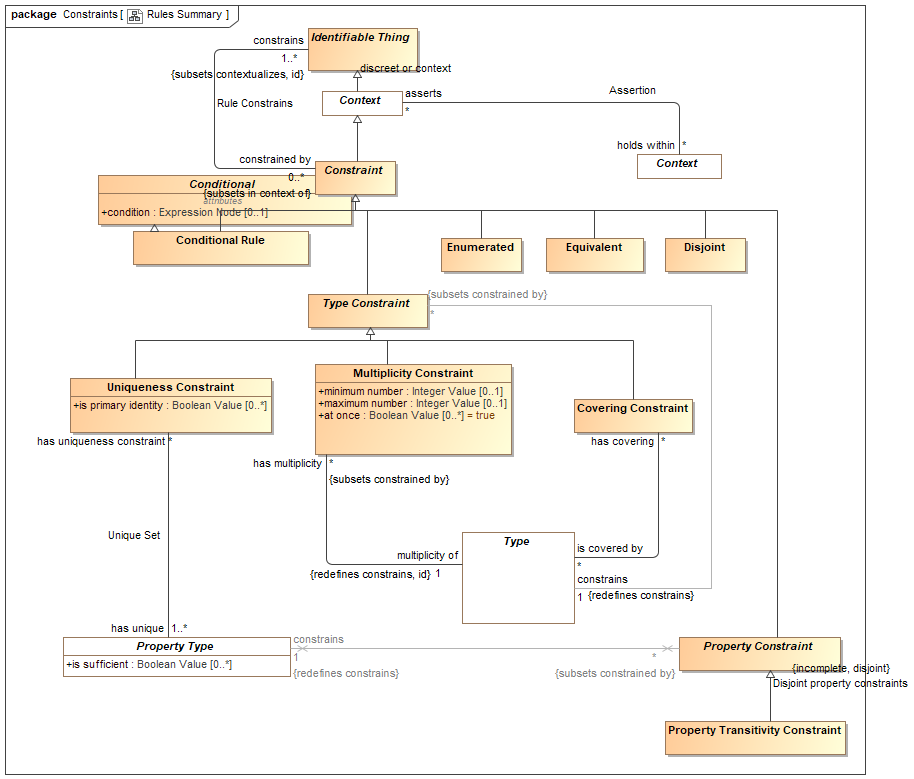 package Constraints [ Rules Summary ]
Identifiable Thing
constrains
1..*
{subsets contextualizes, id}
discreet or context
Rule Constrains
Context
asserts
*
Assertion
holds within *
Context
constrained by
0..*
{subsets in context of}
Constraint
Conditional
attributes
+condition : Expression Node [0..1]
Conditional Rule
Enumerated
Equivalent
Disjoint
Type Constraint
{subsets constrained by}
*
Uniqueness Constraint
+is primary identity : Boolean Value [0..*]
Multiplicity Constraint
+minimum number : Integer Value [0..1]
+maximum number : Integer Value [0..1]
+at once : Boolean Value [0..*] = true
Covering Constraint
has uniqueness constraint *
has covering *
has multiplicity *
{subsets constrained by}
Unique Set
Type
multiplicity of
{redefines constrains, id} 1
is covered by
*
constrains
1 {redefines constrains}
has unique 1..*
Property Type
+is sufficient : Boolean Value [0..*]
constrains
1
{redefines constrains}
*
{subsets constrained by}
Property Constraint
{incomplete, disjoint}
Disjoint property constraints
Property Transitivity Constraint